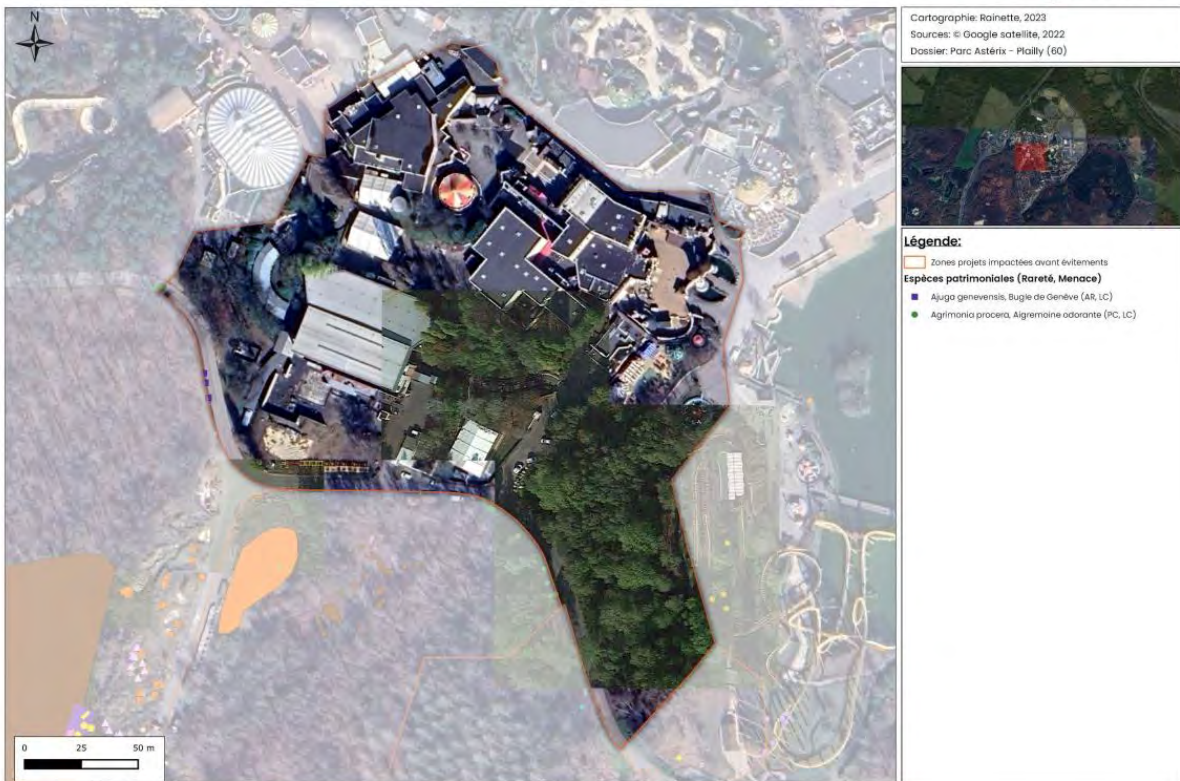 N
Cartographie: Rainette, 2023
Sources: © Google satellite, 2022
Dossier: Parc Astérix - Plailly (60)
Légende:
Zones projets impactées avant évitements
Espèces patrimoniales (Rareté, Menace)
Ajuga genevensis, Bugle de Genève (AR, LC)
Agrimonia procera, Aigremoine odorante (PC, LC)
0 25 50 m